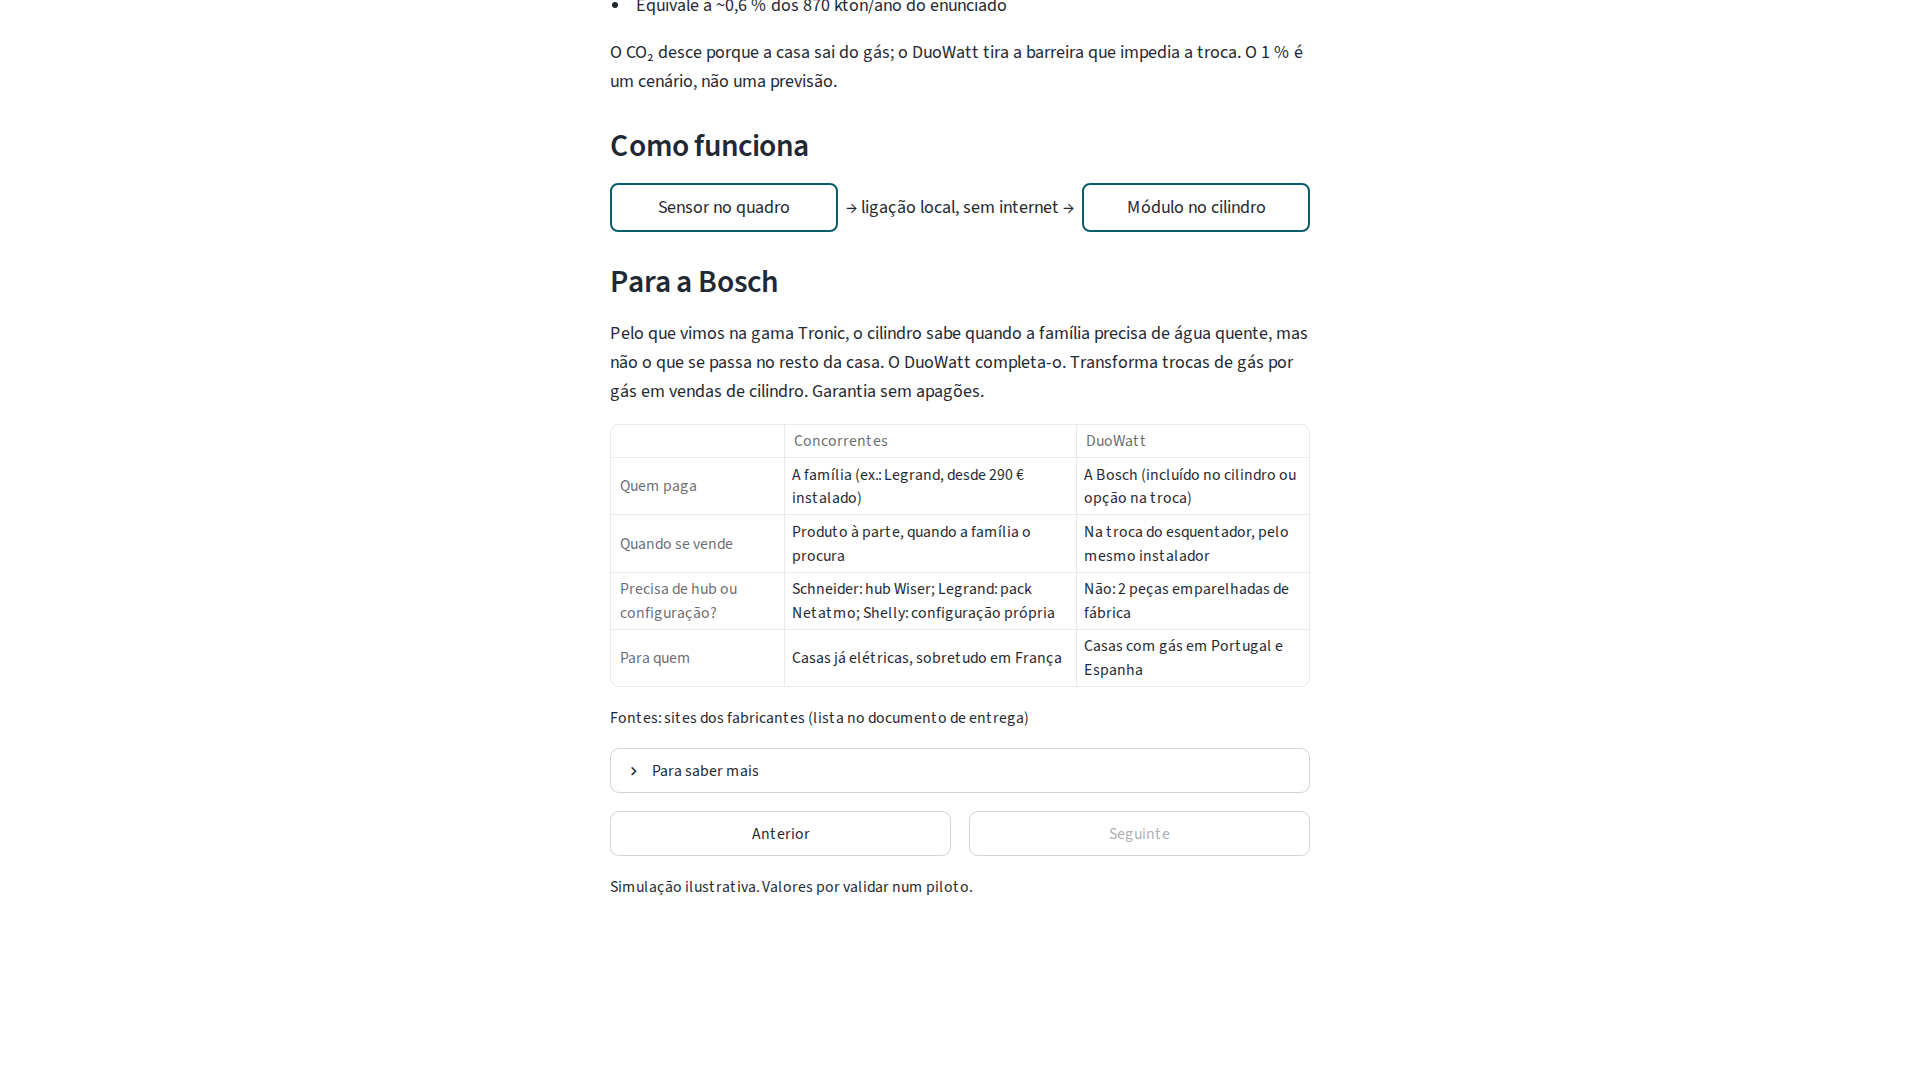 Equivale a ~0,6 % dos 870 kton/ano do enunciado
O CO₂ desce porque a casa sai do gás; o DuoWatt tira a barreira que impedia a troca. O 1 % é
um cenário, não uma previsão.
Como funciona
Sensor no quadro
→ ligação local, sem internet →
Módulo no cilindro
Para a Bosch
Pelo que vimos na gama Tronic, o cilindro sabe quando a família precisa de água quente, mas
não o que se passa no resto da casa. O DuoWatt completa-o. Transforma trocas de gás por
gás em vendas de cilindro. Garantia sem apagões.
Concorrentes
DuoWatt
Quem paga
A família (ex.: Legrand, desde 290 €
instalado)
A Bosch (incluído no cilindro ou
opção na troca)
Quando se vende
Produto à parte, quando a família o
procura
Na troca do esquentador, pelo
mesmo instalador
Precisa de hub ou
configuração?
Schneider: hub Wiser; Legrand: pack
Netatmo; Shelly: configuração própria
Não: 2 peças emparelhadas de
fábrica
Para quem
Casas já elétricas, sobretudo em França
Casas com gás em Portugal e
Espanha
Fontes: sites dos fabricantes (lista no documento de entrega)
Para saber mais
Anterior
Seguinte
Simulação ilustrativa. Valores por validar num piloto.